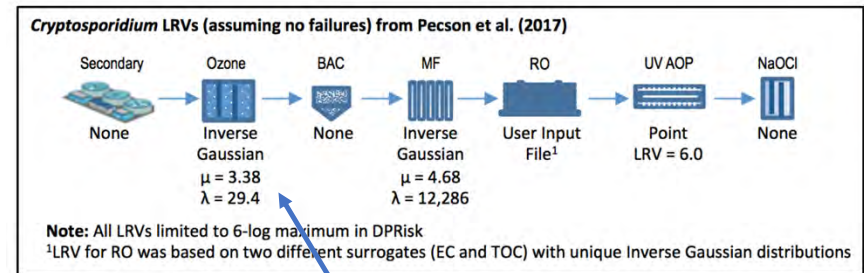 Cryptosporidium LRVs (assuming no failures) from Pecson et al. (2017)
Secondary Ozone BAC MF RO UV AOP NaOCl
None Inverse None Inverse User Input Point None
Gaussian Gaussian File¹ LRV = 6.0
μ = 3.38 μ = 4.68
λ = 29.4 λ = 12,286
Note: All LRVs limited to 6-log maximum in DPRisk
¹LRV for RO was based on two different surrogates (EC and TOC) with unique Inverse Gaussian distributions